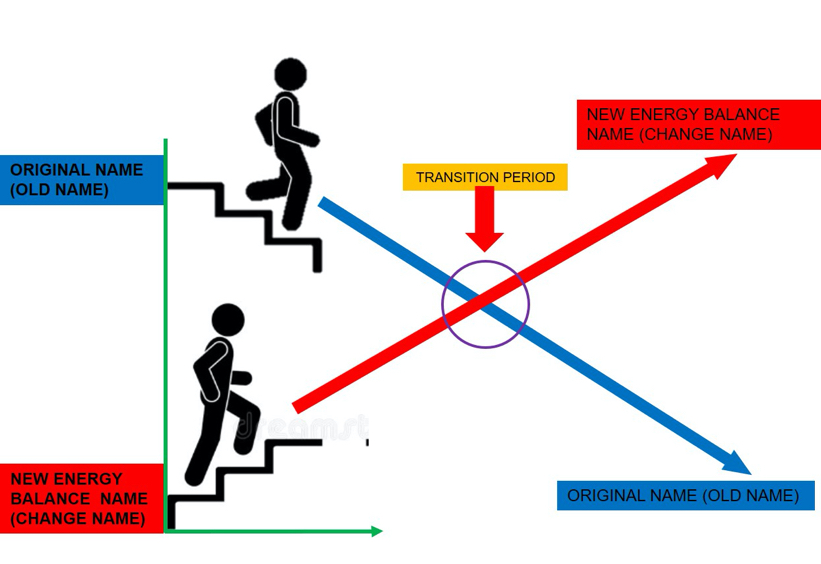 NEW ENERGY BALANCE
NAME (CHANGE NAME)
ORIGINAL NAME
(OLD NAME)
TRANSITION PERIOD
dreamst
NEW ENERGY
BALANCE NAME
(CHANGE NAME)
ORIGINAL NAME (OLD NAME)